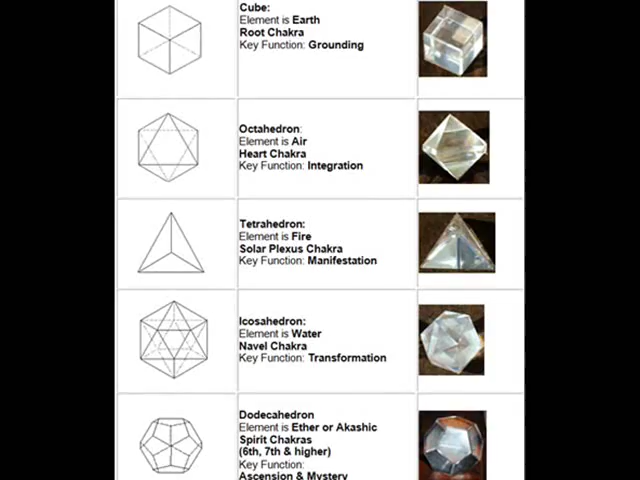 Cube:
Element is Earth
Root Chakra
Key Function: Grounding
Octahedron:
Element is Air
Heart Chakra
Key Function: Integration
Tetrahedron:
Element is Fire
Solar Plexus Chakra
Key Function: Manifestation
Icosahedron:
Element is Water
Navel Chakra
Key Function: Transformation
Dodecahedron
Element is Ether or Akashic
Spirit Chakras
(6th, 7th & higher)
Key Function:
Ascension & Mystery